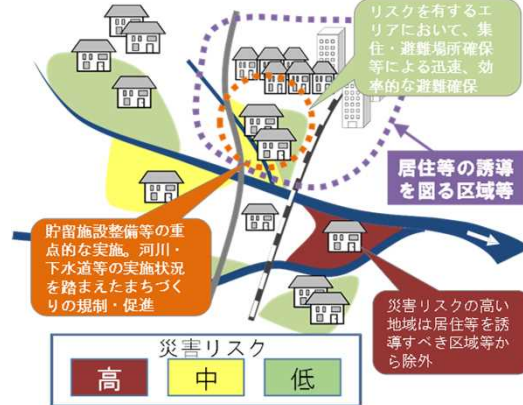 リスクを有するエ
リアにおいて、集
住・避難場所確保
等による迅速、効
率的な避難確保
居住等の誘導
を図る区域等
貯留施設整備等の重
点的な実施。河川・
下水道等の実施状況
を踏まえたまちづく
りの規制・促進
災害リスクの高い
地域は居住等を誘
導すべき区域等か
ら除外
災害リスク
高
中
低